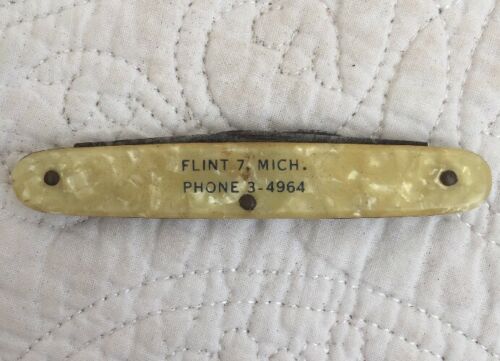 FLINT 7, MICH.
PHONE 3-4964